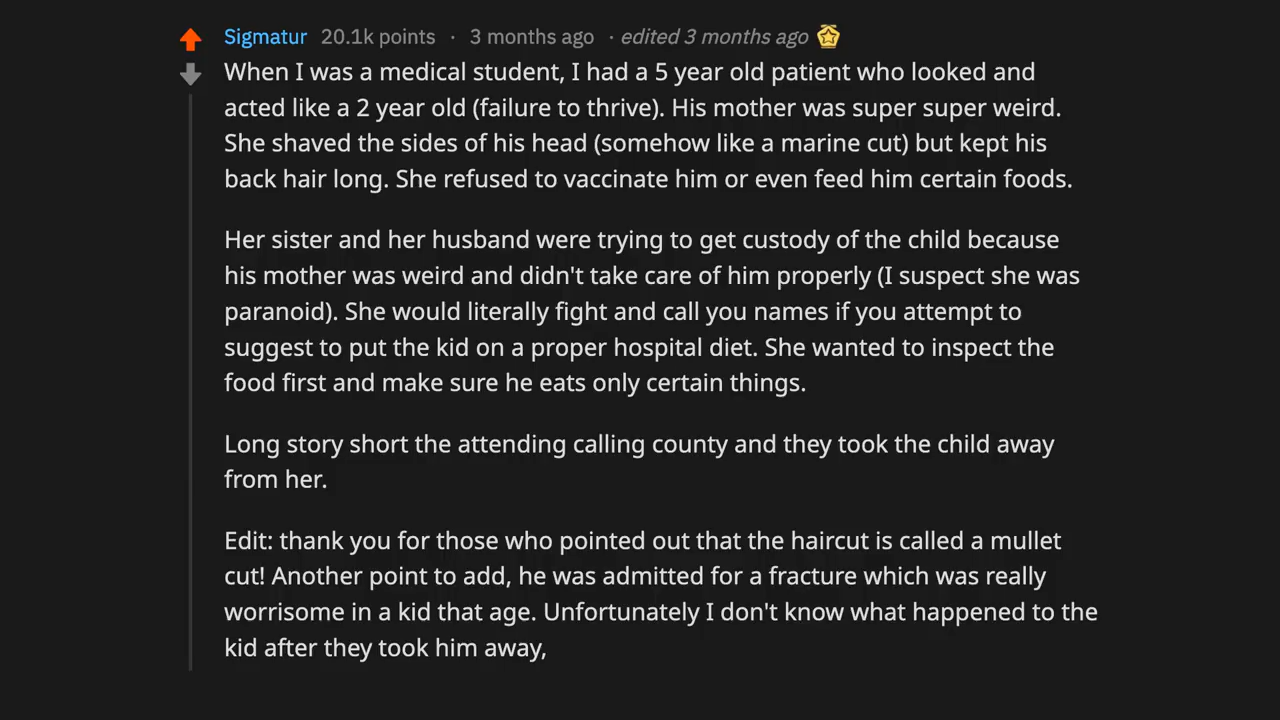 Sigmatur 20.1k points · 3 months ago · edited 3 months ago
When I was a medical student, I had a 5 year old patient who looked and
acted like a 2 year old (failure to thrive). His mother was super super weird.
She shaved the sides of his head (somehow like a marine cut) but kept his
back hair long. She refused to vaccinate him or even feed him certain foods.
Her sister and her husband were trying to get custody of the child because
his mother was weird and didn't take care of him properly (I suspect she was
paranoid). She would literally fight and call you names if you attempt to
suggest to put the kid on a proper hospital diet. She wanted to inspect the
food first and make sure he eats only certain things.
Long story short the attending calling county and they took the child away
from her.
Edit: thank you for those who pointed out that the haircut is called a mullet
cut! Another point to add, he was admitted for a fracture which was really
worrisome in a kid that age. Unfortunately I don't know what happened to the
kid after they took him away,